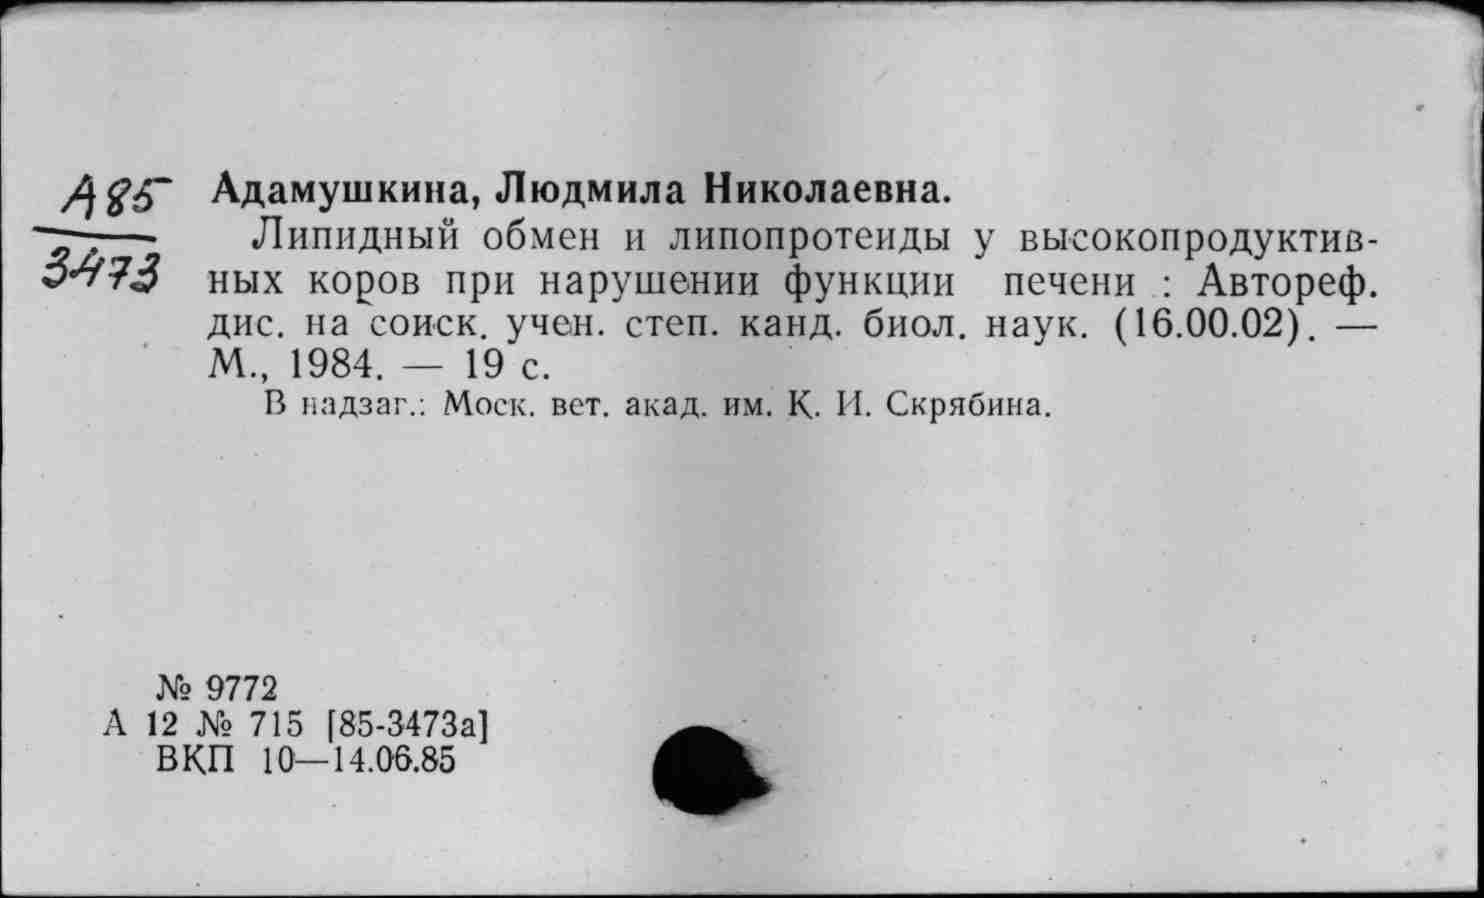 А85
3473
Адамушкина, Людмила Николаевна.
Липидный обмен и липопротеиды у высокопродуктив-
ных коров при нарушении функции печени : Автореф.
дис. на соиск. учен. степ. канд. биол. наук. (16.00.02). —
М., 1984. — 19 с.
В надзаг.: Моск. вет. акад. им. К. И. Скрябина.
№ 9772
А 12 № 715 [85-3473а]
ВКП 10—14.06.85